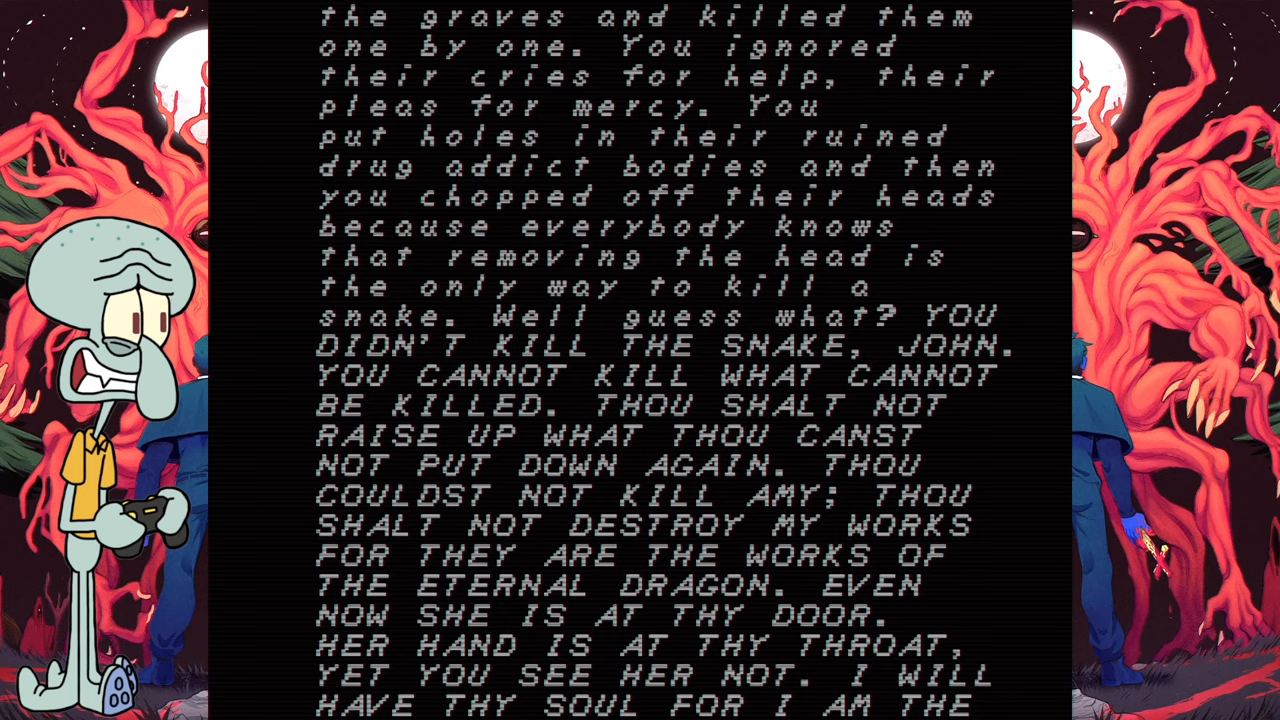 the graves and killed them
one by one. You ignored
their cries for help, their
pleas for mercy. You
put holes in their ruined
drug addict bodies and then
you chopped off their heads
because everybody knows
that removing the head is
the only way to kill a
snake. Well guess what? YOU
DIDN'T KILL THE SNAKE, JOHN.
YOU CANNOT KILL WHAT CANNOT
BE KILLED. THOU SHALT NOT
RAISE UP WHAT THOU CANST
NOT PUT DOWN AGAIN. THOU
COULDST NOT KILL AMY; THOU
SHALT NOT DESTROY MY WORKS
FOR THEY ARE THE WORKS OF
THE ETERNAL DRAGON. EVEN
NOW SHE IS AT THY DOOR.
HER HAND IS AT THY THROAT,
YET YOU SEE HER NOT. I WILL
HAVE THY SOUL FOR I AM THE